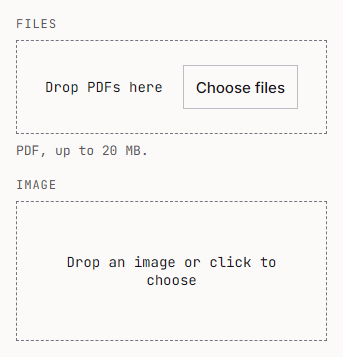 FILES
Drop PDFs here
Choose files
PDF, up to 20 MB.
IMAGE
Drop an image or click to
choose